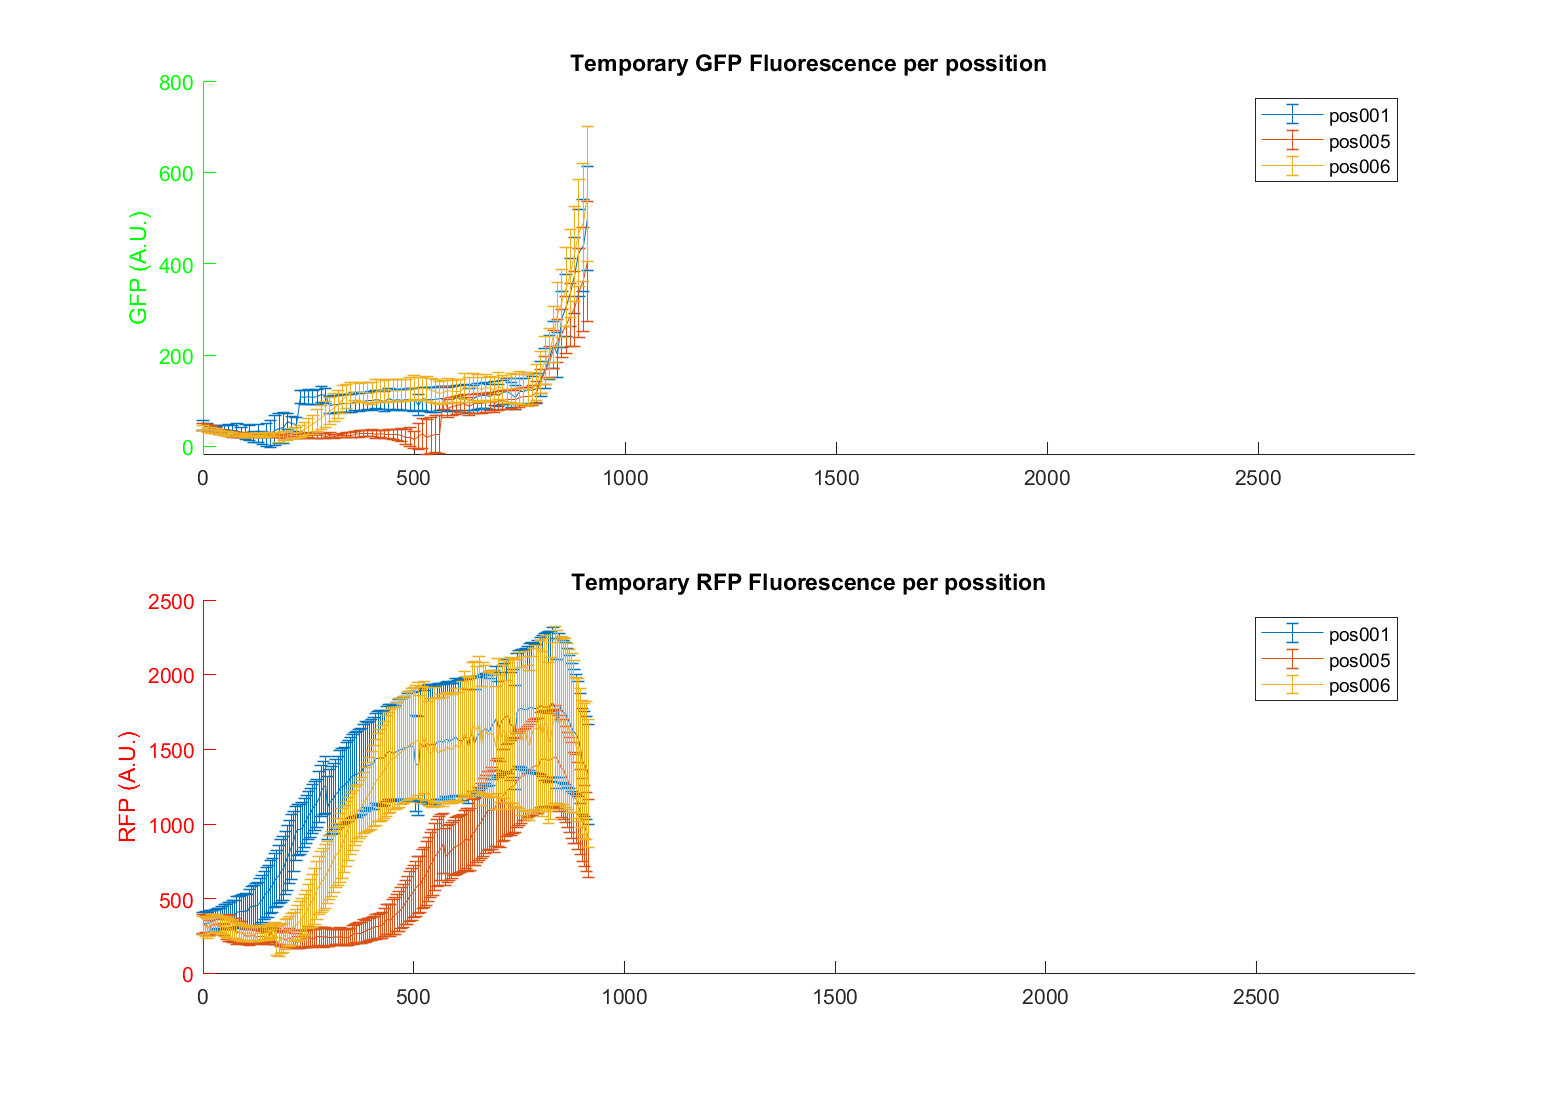 Temporary GFP Fluorescence per possition
800
600
400
200
0
GFP (A.U.)
pos001
pos005
pos006
0 500 1000 1500 2000 2500
Temporary RFP Fluorescence per possition
2500
2000
1500
1000
500
0
RFP (A.U.)
pos001
pos005
pos006
0 500 1000 1500 2000 2500